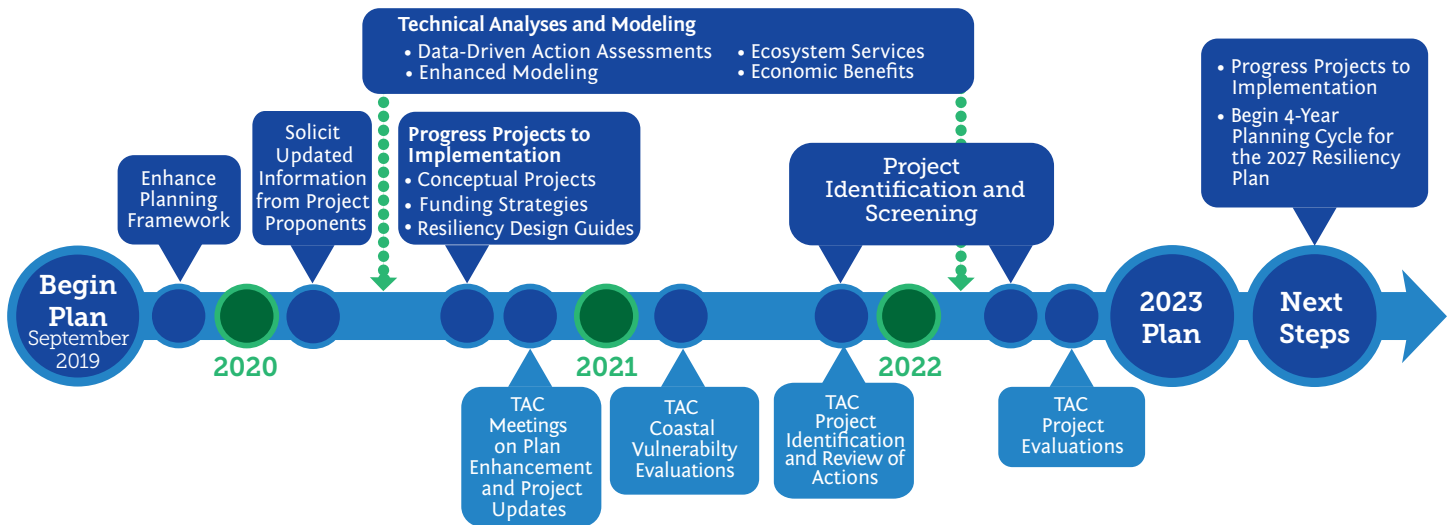 Technical Analyses and Modeling
• Data-Driven Action Assessments
• Enhanced Modeling
• Ecosystem Services
• Economic Benefits
Enhance
Planning
Framework
Solicit
Updated
Information
from Project
Proponents
Progress Projects to
Implementation
• Conceptual Projects
• Funding Strategies
• Resiliency Design Guides
Project
Identification and
Screening
• Progress Projects to
Implementation
• Begin 4-Year
Planning Cycle for
the 2027 Resiliency
Plan
Begin
Plan
September
2019
2020
2021
2022
2023
Plan
Next
Steps
TAC
Meetings
on Plan
Enhancement
and Project
Updates
TAC
Coastal
Vulnerabilty
Evaluations
TAC
Project
Identification
and Review of
Actions
TAC
Project
Evaluations